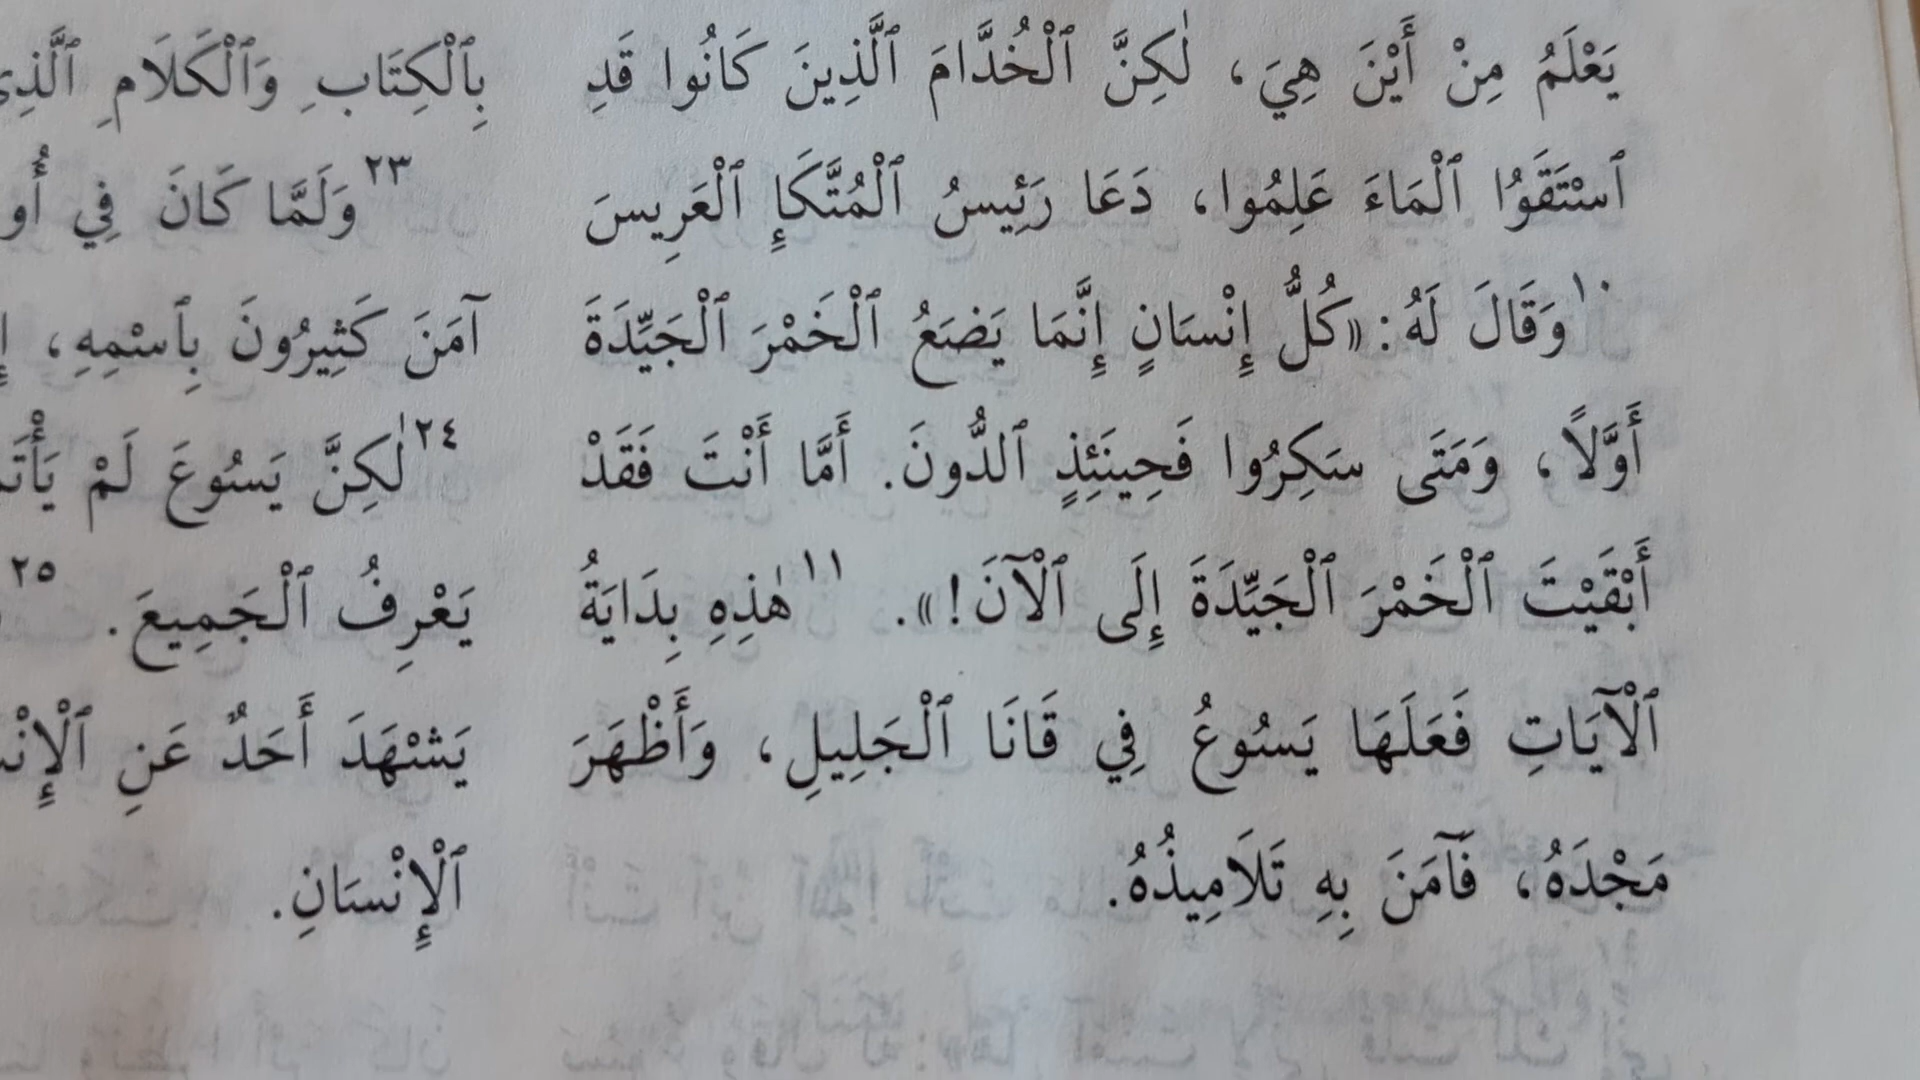 يَعْلَمُ مِنْ أَيْنَ هِيَ، لٰكِنَّ ٱلْخُدَّامَ ٱلَّذِينَ كَانُوا قَدِ
ٱسْتَقَوُا ٱلْمَاءَ عَلِمُوا، دَعَا رَئِيسُ ٱلْمُتَّكَإِ ٱلْعَرِيسَ
١٠ وَقَالَ لَهُ: «كُلُّ إِنْسَانٍ إِنَّمَا يَضَعُ ٱلْخَمْرَ ٱلْجَيِّدَةَ
أَوَّلاً، وَمَتَى سَكِرُوا فَحِينَئِذٍ ٱلدُّونَ. أَمَّا أَنْتَ فَقَدْ
أَبْقَيْتَ ٱلْخَمْرَ ٱلْجَيِّدَةَ إِلَى ٱلْآنَ!». ١١ هٰذِهِ بِدَايَةُ
ٱلْآيَاتِ فَعَلَهَا يَسُوعُ فِي قَانَا ٱلْجَلِيلِ، وَأَظْهَرَ
مَجْدَهُ، فَآمَنَ بِهِ تَلَامِيذُهُ.
بِٱلْكِتَابِ وَٱلْكَلَامِ
٢٣ وَلَمَّا كَانَ فِي
آمَنَ كَثِيرُونَ بِٱسْمِهِ،
٢٤ لٰكِنَّ يَسُوعَ لَمْ
يَعْرِفُ ٱلْجَمِيعَ. ٢٥
يَشْهَدَ أَحَدٌ عَنِ
ٱلْإِنْسَانِ.